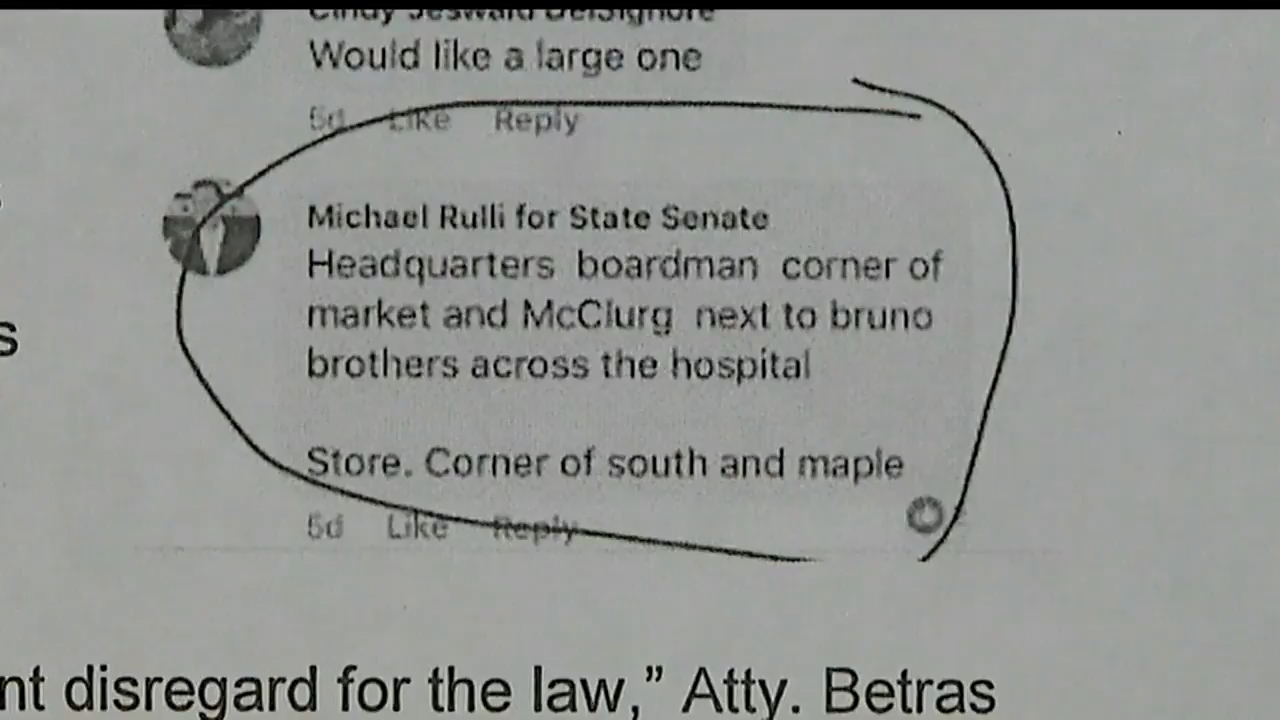 Would like a large one
5d Like Reply
Michael Rulli for State Senate
Headquarters boardman corner of
market and McClurg next to bruno
brothers across the hospital
Store. Corner of south and maple
5d Like Reply
nt disregard for the law,” Atty. Betras